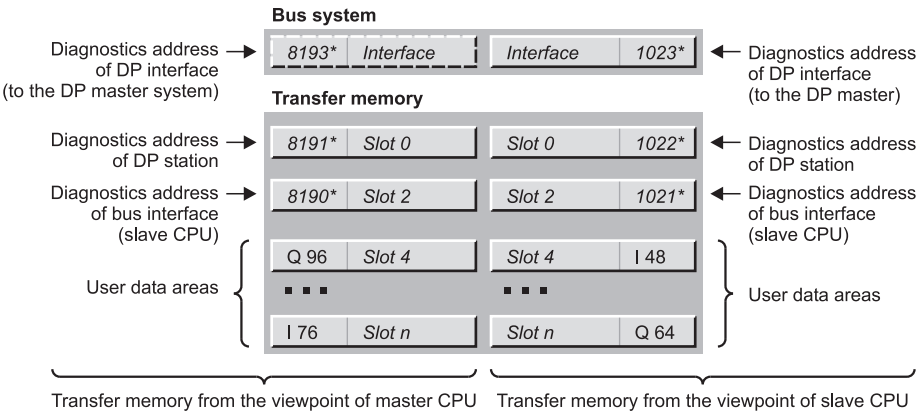 Bus system
Diagnostics address
of DP interface
(to the DP master system)
8193* Interface
Interface 1023*
Diagnostics address
of DP interface
(to the DP master)
Transfer memory
Diagnostics address
of DP station
8191* Slot 0
Slot 0 1022*
Diagnostics address
of DP station
Diagnostics address
of bus interface
(slave CPU)
8190* Slot 2
Slot 2 1021*
Diagnostics address
of bus interface
(slave CPU)
User data areas
Q 96 Slot 4
Slot 4 I 48
I 76 Slot n
Slot n Q 64
User data areas
Transfer memory from the viewpoint of master CPU
Transfer memory from the viewpoint of slave CPU